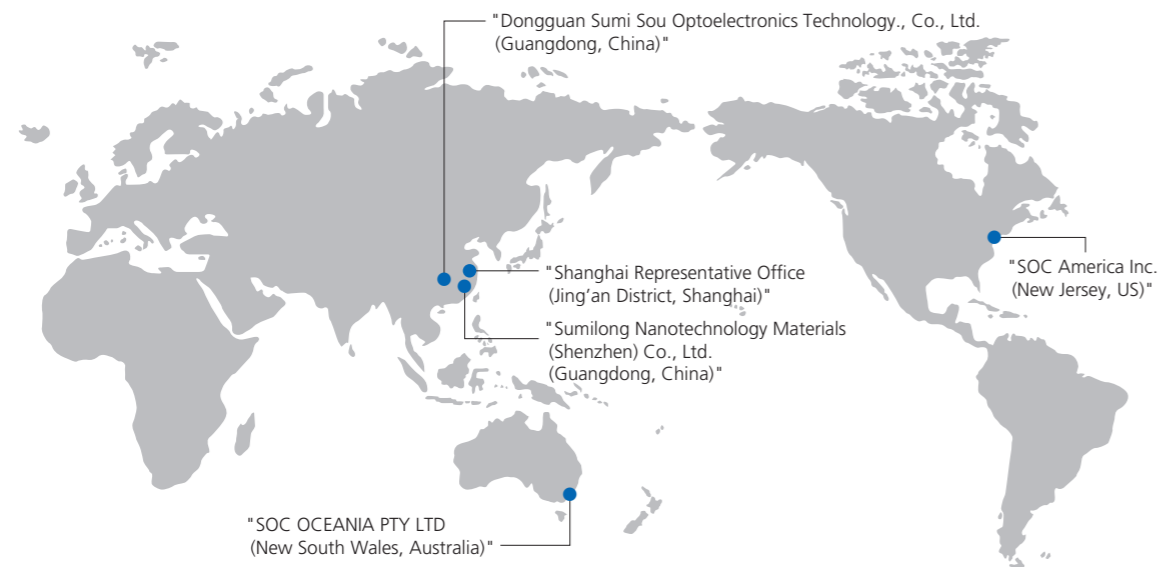 "Dongguan Sumi Sou Optoelectronics Technology., Co., Ltd.
(Guangdong, China)"
"Shanghai Representative Office
(Jing’an District, Shanghai)"
"Sumilong Nanotechnology Materials
(Shenzhen) Co., Ltd.
(Guangdong, China)"
"SOC America Inc.
(New Jersey, US)"
"SOC OCEANIA PTY LTD
(New South Wales, Australia)"